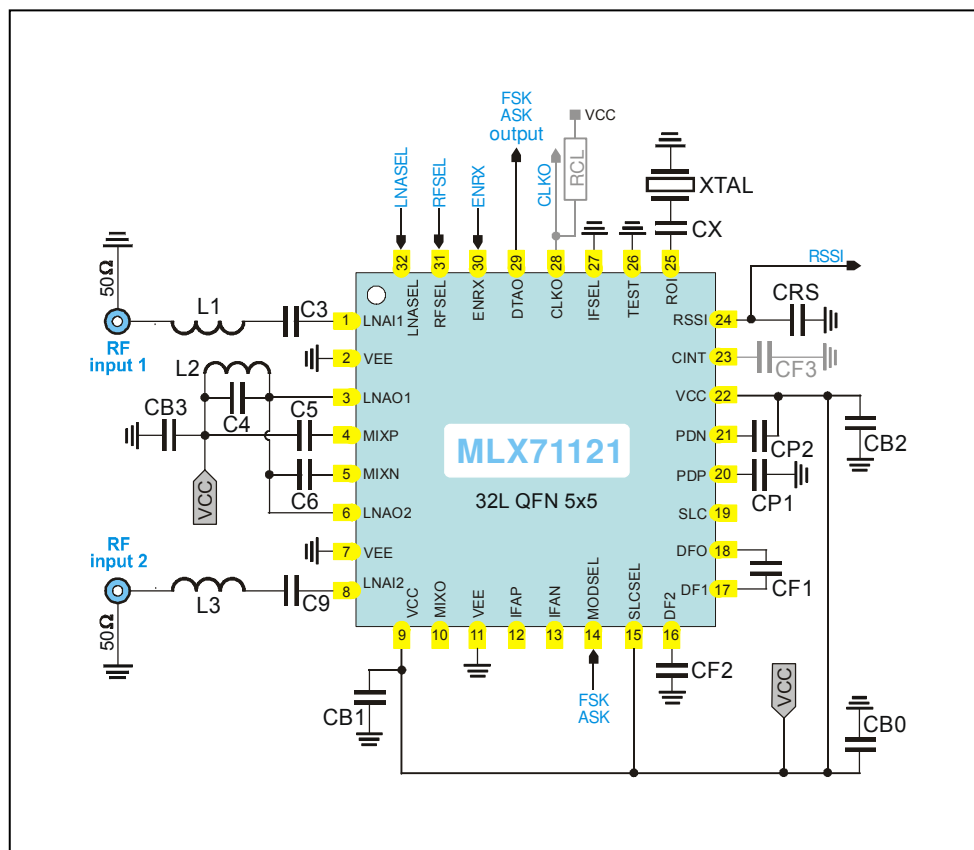 FSK
ASK
output
VCC
LNASEL
RFSEL
ENRX
CLKO
RCL
XTAL
CX
RSSI
50Ω
L1
C3
RF
input 1
32
31
30
29
28
27
26
25
LNASEL
RFSEL
ENRX
DTAO
CLKO
IFSEL
TEST
ROI
1 LNAI1
2 VEE
3 LNAO1
4 MIXP
5 MIXN
6 LNAO2
7 VEE
8 LNAI2
L2
C4
CB3
C5
C6
VCC
MLX71121
32L QFN 5x5
RSSI 24
CINT 23
VCC 22
PDN 21
PDP 20
SLC 19
DFO 18
DF1 17
CRS
CF3
CP2
CB2
CP1
CF1
RF
input 2
50Ω
L3
C9
VCC
MIXO
VEE
IFAP
IFAN
MODSEL
SLCSEL
DF2
9
10
11
12
13
14
15
16
CB1
FSK
ASK
CF2
VCC
CB0